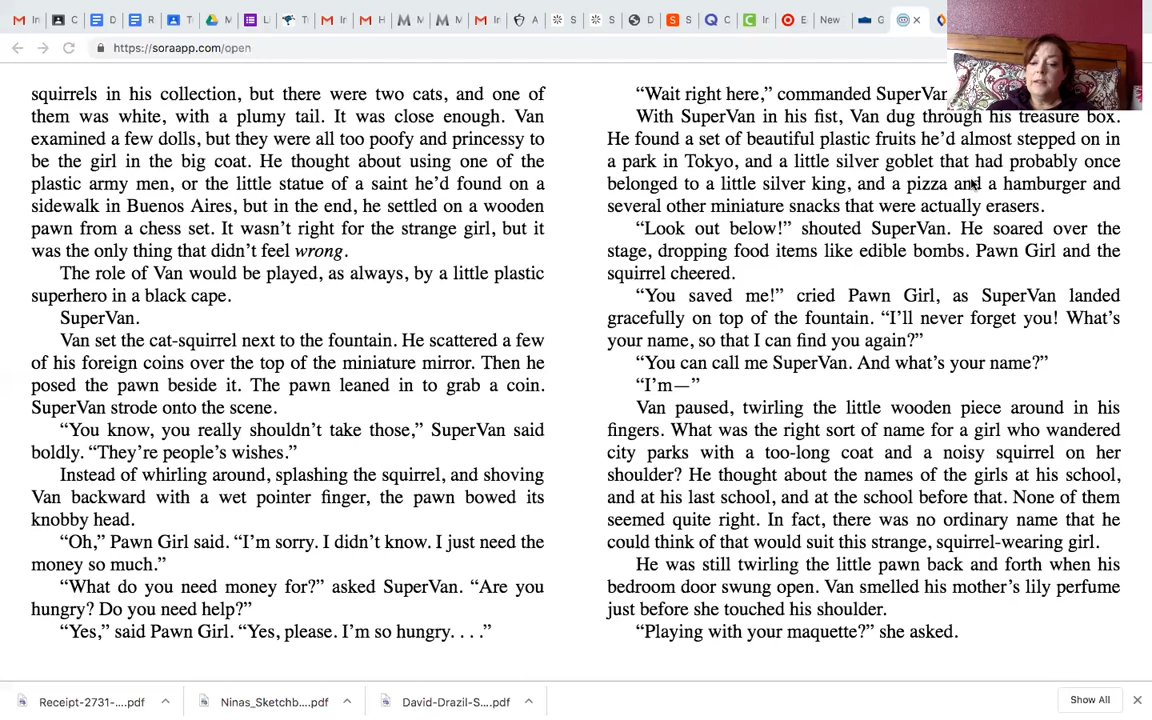 In
C
D
R
T
M
Li
T
M
In
M
H
M
M
In
A
S
S
D
S
C
In
E
New
G
https://soraapp.com/open
squirrels in his collection, but there were two cats, and one of
them was white, with a plumy tail. It was close enough. Van
examined a few dolls, but they were all too poofy and princessy to
be the girl in the big coat. He thought about using one of the
plastic army men, or the little statue of a saint he’d found on a
sidewalk in Buenos Aires, but in the end, he settled on a wooden
pawn from a chess set. It wasn’t right for the strange girl, but it
was the only thing that didn’t feel wrong.
The role of Van would be played, as always, by a little plastic
superhero in a black cape.
SuperVan.
Van set the cat-squirrel next to the fountain. He scattered a few
of his foreign coins over the top of the miniature mirror. Then he
posed the pawn beside it. The pawn leaned in to grab a coin.
SuperVan strode onto the scene.
“You know, you really shouldn’t take those,” SuperVan said
boldly. “They’re people’s wishes.”
Instead of whirling around, splashing the squirrel, and shoving
Van backward with a wet pointer finger, the pawn bowed its
knobby head.
“Oh,” Pawn Girl said. “I’m sorry. I didn’t know. I just need the
money so much.”
“What do you need money for?” asked SuperVan. “Are you
hungry? Do you need help?”
“Yes,” said Pawn Girl. “Yes, please. I’m so hungry. . . .”
“Wait right here,” commanded SuperVan
With SuperVan in his fist, Van dug through his treasure box.
He found a set of beautiful plastic fruits he’d almost stepped on in
a park in Tokyo, and a little silver goblet that had probably once
belonged to a little silver king, and a pizza and a hamburger and
several other miniature snacks that were actually erasers.
“Look out below!” shouted SuperVan. He soared over the
stage, dropping food items like edible bombs. Pawn Girl and the
squirrel cheered.
“You saved me!” cried Pawn Girl, as SuperVan landed
gracefully on top of the fountain. “I’ll never forget you! What’s
your name, so that I can find you again?”
“You can call me SuperVan. And what’s your name?”
“I’m—”
Van paused, twirling the little wooden piece around in his
fingers. What was the right sort of name for a girl who wandered
city parks with a too-long coat and a noisy squirrel on her
shoulder? He thought about the names of the girls at his school,
and at his last school, and at the school before that. None of them
seemed quite right. In fact, there was no ordinary name that he
could think of that would suit this strange, squirrel-wearing girl.
He was still twirling the little pawn back and forth when his
bedroom door swung open. Van smelled his mother’s lily perfume
just before she touched his shoulder.
“Playing with your maquette?” she asked.
Receipt-2731-....pdf
Ninas_Sketchb....pdf
David-Drazil-S....pdf
Show All